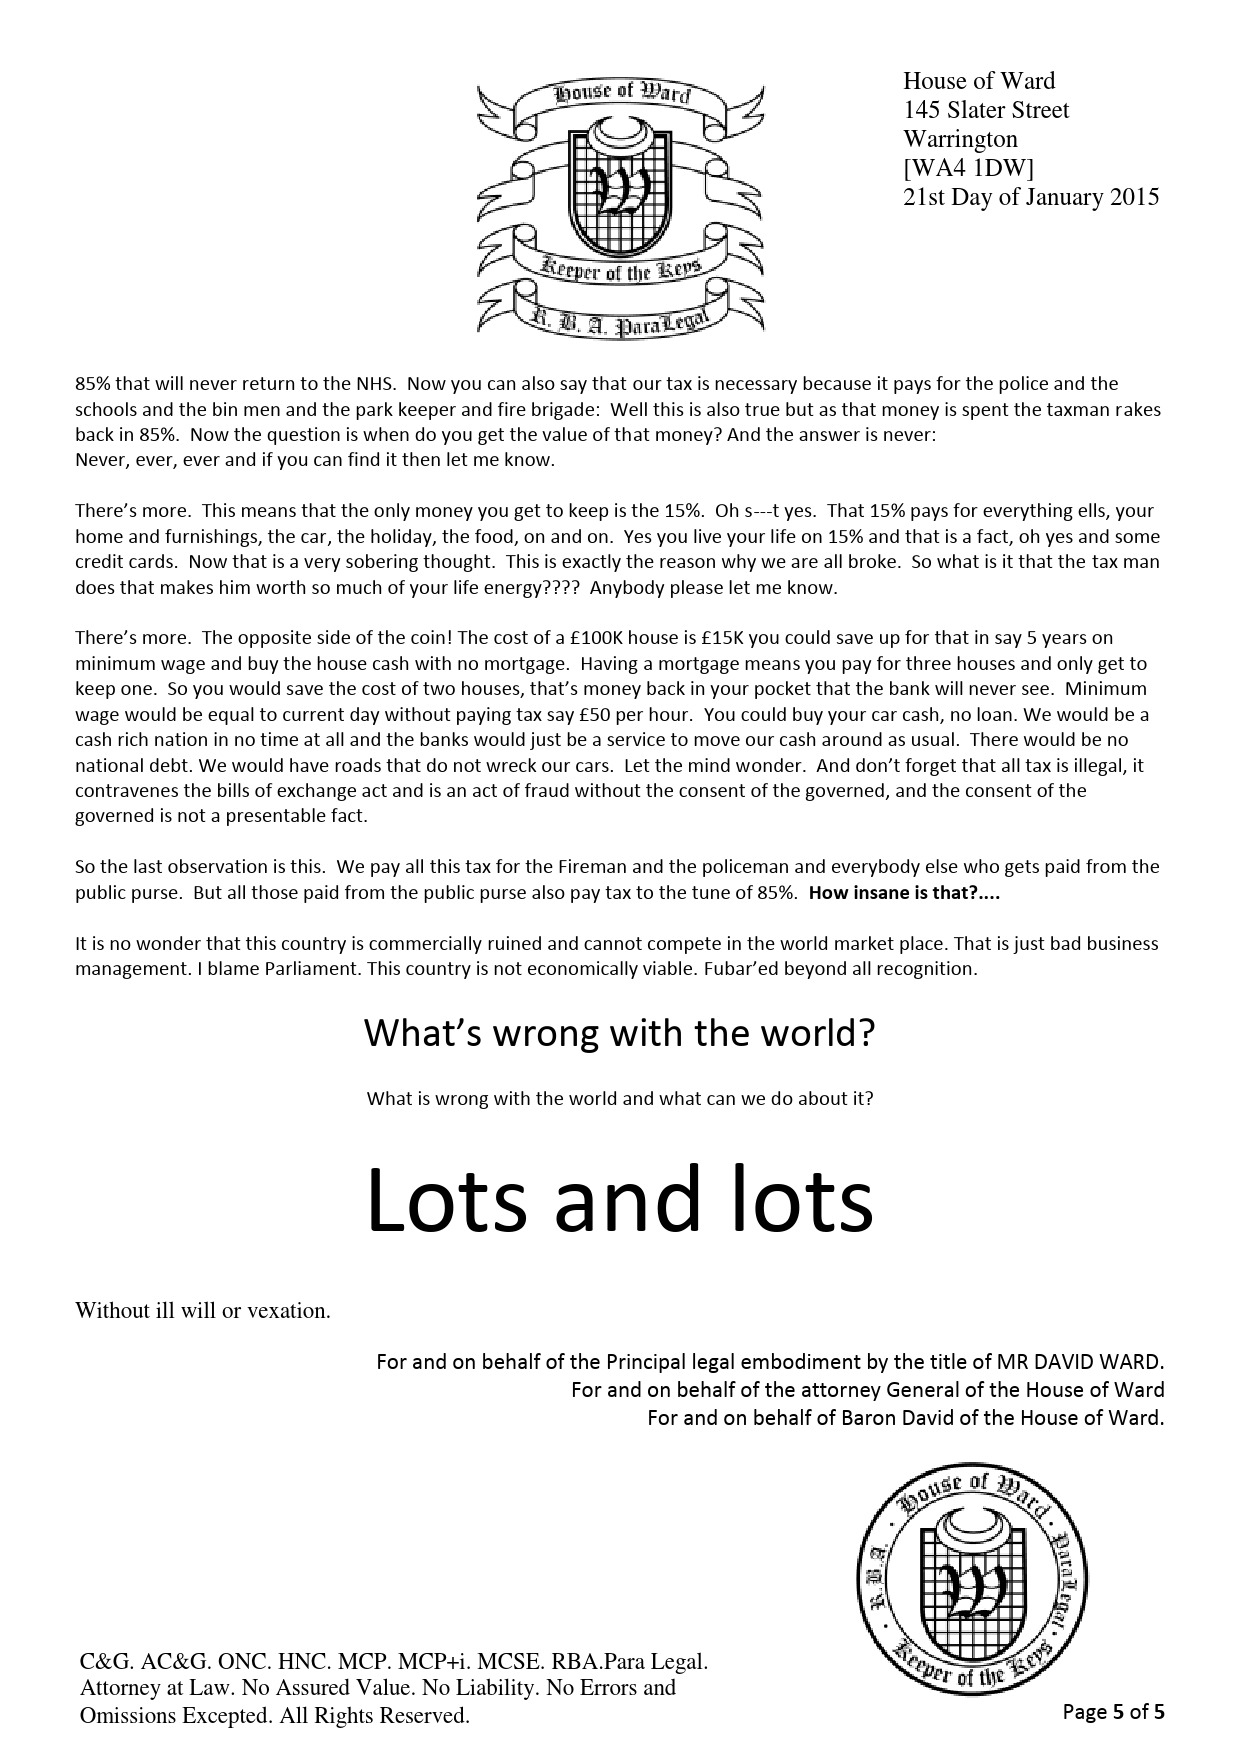 House of Ward
Keeper of the Keys
R. B. A. ParaLegal
House of Ward
145 Slater Street
Warrington
[WA4 1DW]
21st Day of January 2015
85% that will never return to the NHS.  Now you can also say that our tax is necessary because it pays for the police and the
schools and the bin men and the park keeper and fire brigade:  Well this is also true but as that money is spent the taxman rakes
back in 85%.  Now the question is when do you get the value of that money? And the answer is never:
Never, ever, ever and if you can find it then let me know.
There’s more.  This means that the only money you get to keep is the 15%.  Oh s---t yes.  That 15% pays for everything ells, your
home and furnishings, the car, the holiday, the food, on and on.  Yes you live your life on 15% and that is a fact, oh yes and some
credit cards.  Now that is a very sobering thought.  This is exactly the reason why we are all broke.  So what is it that the tax man
does that makes him worth so much of your life energy????  Anybody please let me know.
There’s more.  The opposite side of the coin! The cost of a £100K house is £15K you could save up for that in say 5 years on
minimum wage and buy the house cash with no mortgage.  Having a mortgage means you pay for three houses and only get to
keep one.  So you would save the cost of two houses, that’s money back in your pocket that the bank will never see.  Minimum
wage would be equal to current day without paying tax say £50 per hour.  You could buy your car cash, no loan. We would be a
cash rich nation in no time at all and the banks would just be a service to move our cash around as usual.  There would be no
national debt. We would have roads that do not wreck our cars.  Let the mind wonder.  And don’t forget that all tax is illegal, it
contravenes the bills of exchange act and is an act of fraud without the consent of the governed, and the consent of the
governed is not a presentable fact.
So the last observation is this.  We pay all this tax for the Fireman and the policeman and everybody else who gets paid from the
public purse.  But all those paid from the public purse also pay tax to the tune of 85%.  How insane is that?....
It is no wonder that this country is commercially ruined and cannot compete in the world market place. That is just bad business
management. I blame Parliament. This country is not economically viable. Fubar’ed beyond all recognition.
What’s wrong with the world?
What is wrong with the world and what can we do about it?
Lots and lots
Without ill will or vexation.
For and on behalf of the Principal legal embodiment by the title of MR DAVID WARD.
For and on behalf of the attorney General of the House of Ward
For and on behalf of Baron David of the House of Ward.
R.B.A. · House of Ward · ParaLegal ·
Keeper of the Keys
W
C&G. AC&G. ONC. HNC. MCP. MCP+i. MCSE. RBA.Para Legal.
Attorney at Law. No Assured Value. No Liability. No Errors and
Omissions Excepted. All Rights Reserved.
Page 5 of 5